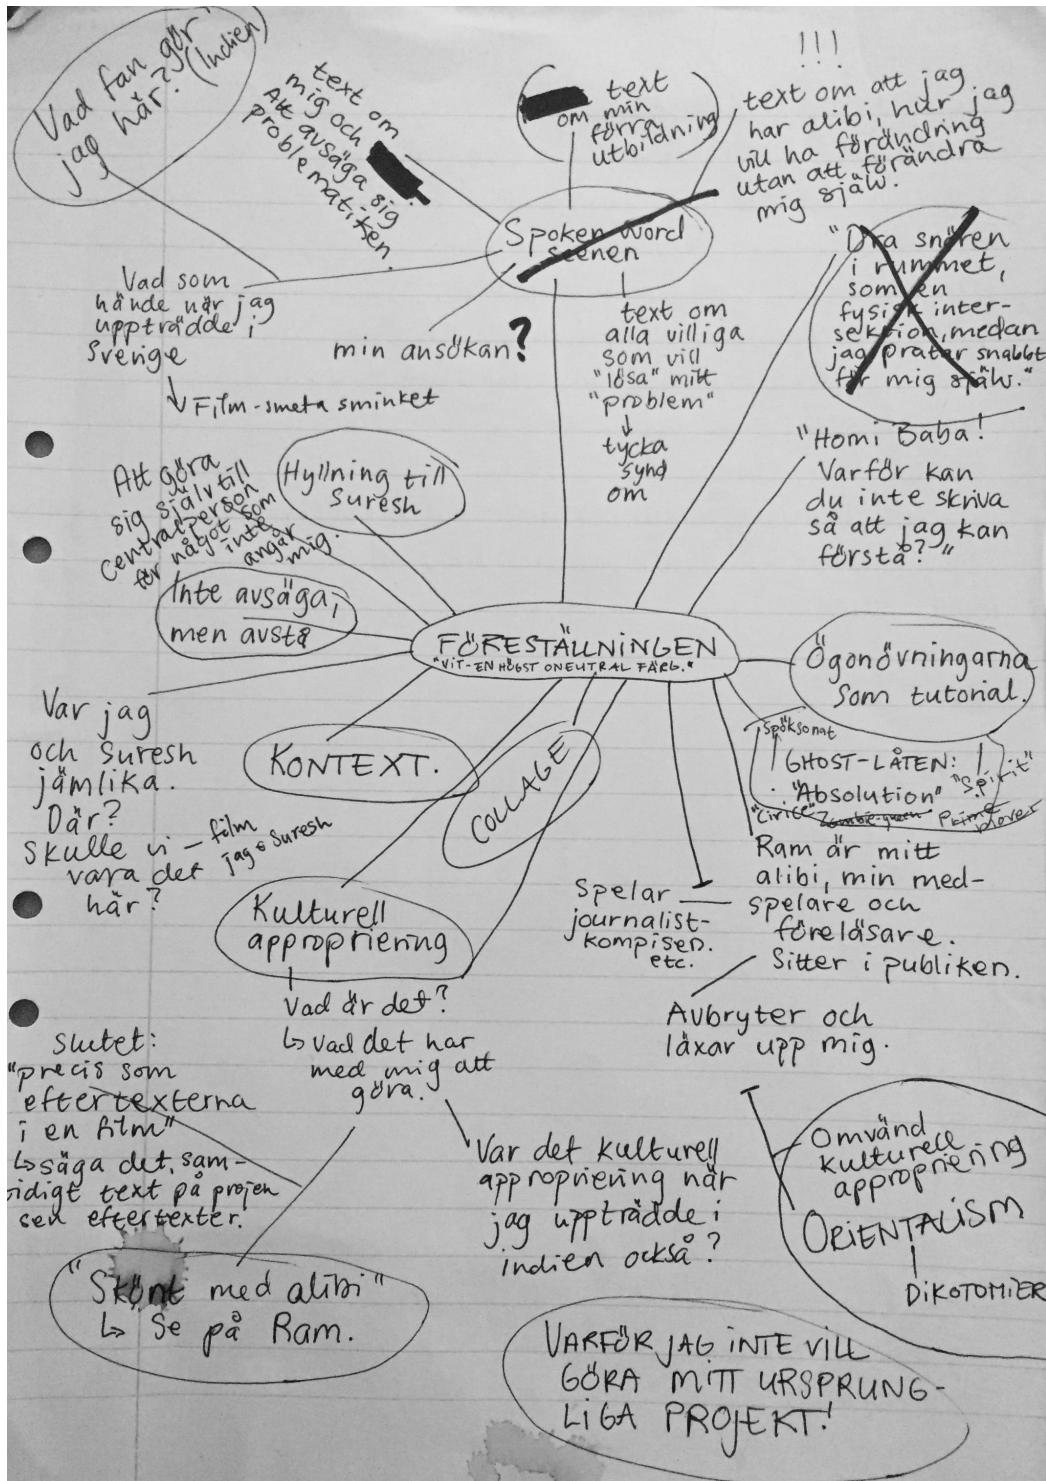 Vad fan gör
jag här?
(Indien)
text om
mig och
Att avsäga sig
problematiken.
text
om min
förra
utbildning
!!!
text om att jag
har alibi, hur jag
vill ha förändring
utan att förändra
mig själv.
Spoken word
scenen
"Dra snören
i rummet,
som en
fysisk inter-
sektion, medan
jag pratar snabbt
för mig själv."
Vad som
hände när jag
uppträdde i
Sverige
↳ Film-smeta sminket
min ansökan?
text om
alla villiga
som vill
"lösa" mitt
"problem"
↓
tycka
synd
om
"Homi Baba!
Varför kan
du inte skriva
så att jag kan
förstå?"
Hyllning till
Suresh
Att göra
sig själv till
centralperson
för något som
inte
angår
mig.
Inte avsäga,
men avstå
FÖRESTÄLLNINGEN
"VIT-EN HÖGST ONEUTRAL FÄRG."
Ögonövningarna
som tutorial.
Spöksonat
GHOST-LÅTEN:
"Absolution"
"Spirit"
"Cirice"
Zombie-queen
Prime
mover
Var jag
och Suresh
jämlika.
Där?
Skulle vi
vara det
här?
– film
jag & Suresh
KONTEXT.
COLLAGE
Ram är mitt
alibi, min med-
spelare och
föreläsare.
Sitter i publiken.
Spelar
journalist-
kompisen.
etc.
Avbryter och
läxar upp mig.
Kulturell
appropriering
Vad är det?
↳ vad det har
med mig att
göra.
Var det kulturell
appropriering när
jag uppträdde i
indien också?
Slutet:
"precis som
eftertexterna
i en film"
↳ säga det, sam-
tidigt text på projen
sen eftertexter.
"Skönt med alibi"
↳ Se på Ram.
Omvänd
kulturell
appropriering
ORIENTALISM
DIKOTOMIER
VARFÖR JAG INTE VILL
GÖRA MITT URSPRUNG-
LIGA PROJEKT!